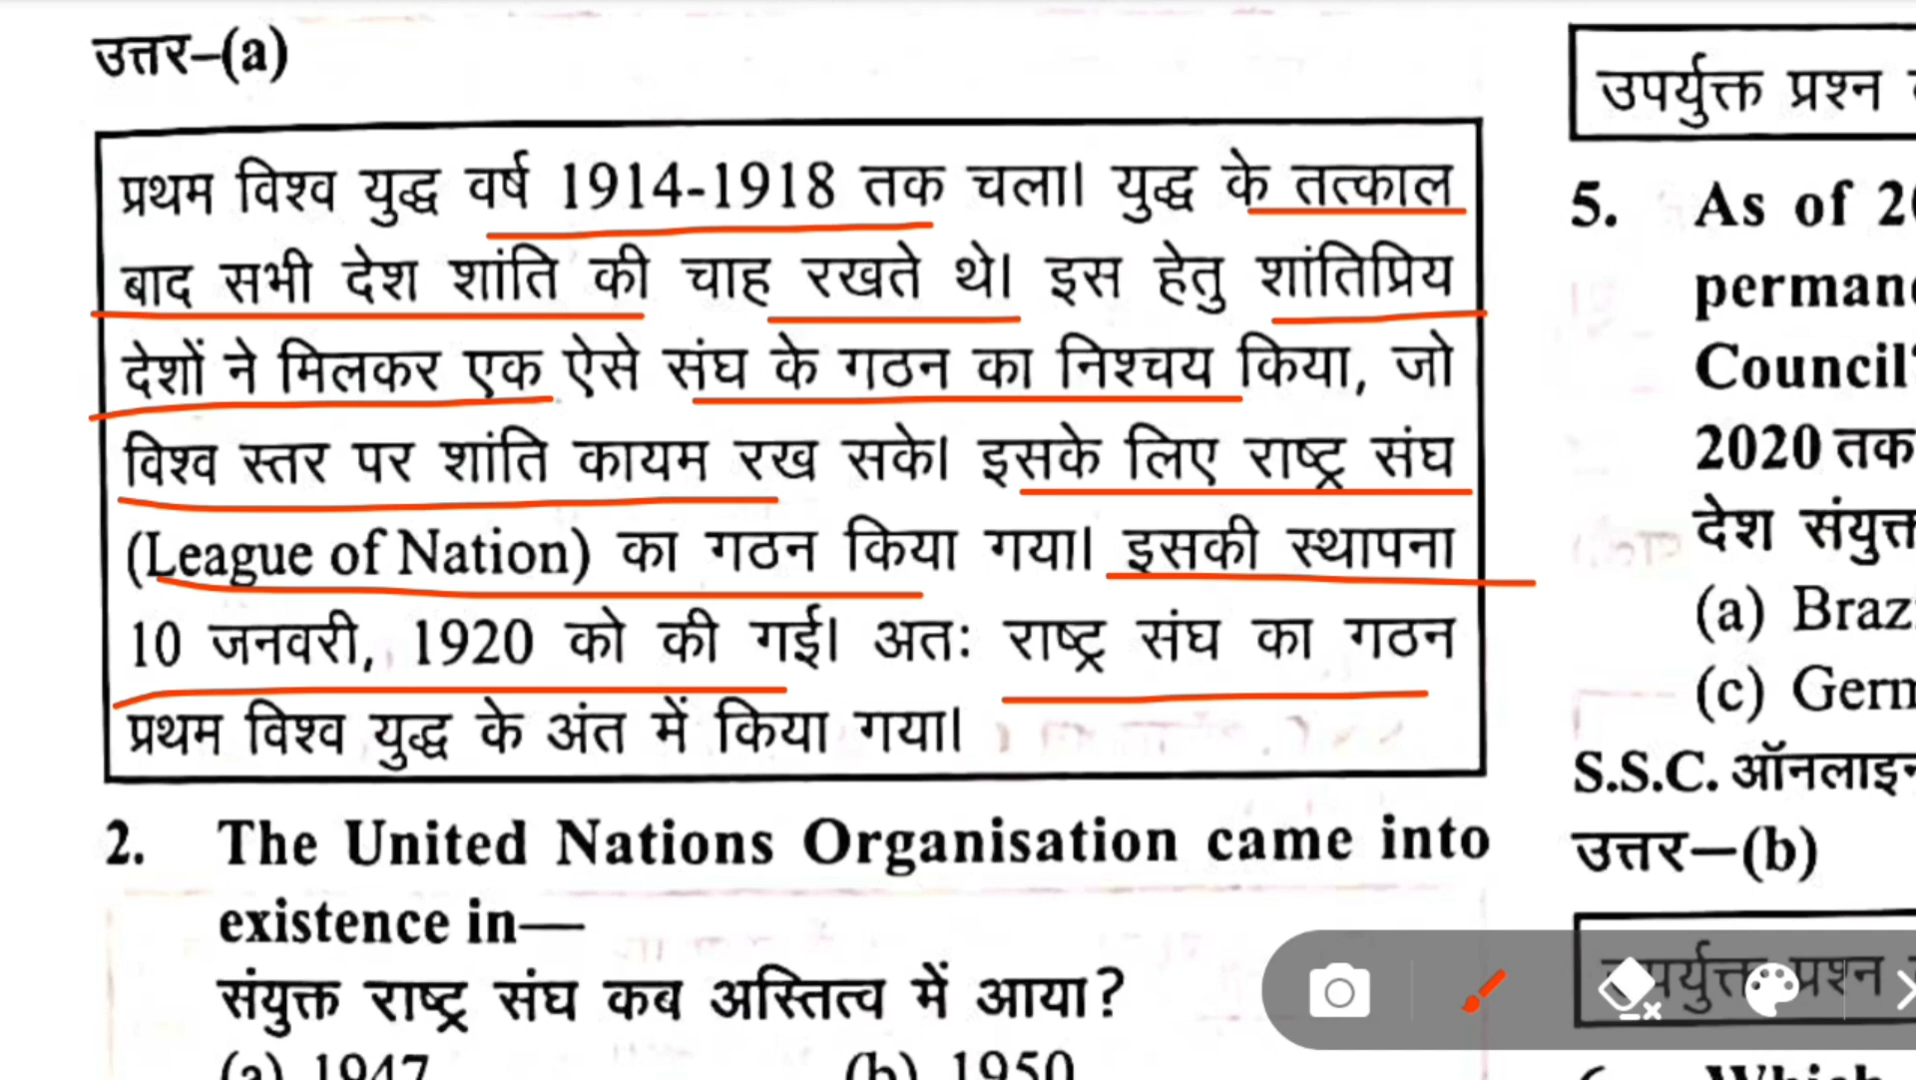 उत्तर–(a)
प्रथम विश्व युद्ध वर्ष 1914-1918 तक चला। युद्ध के तत्काल
बाद सभी देश शांति की चाह रखते थे। इस हेतु शांतिप्रिय
देशों ने मिलकर एक ऐसे संघ के गठन का निश्चय किया, जो
विश्व स्तर पर शांति कायम रख सके। इसके लिए राष्ट्र संघ
(League of Nation) का गठन किया गया। इसकी स्थापना
10 जनवरी, 1920 को की गई। अतः राष्ट्र संघ का गठन
प्रथम विश्व युद्ध के अंत में किया गया।
2. The United Nations Organisation came into
existence in—
संयुक्त राष्ट्र संघ कब अस्तित्व में आया?
(a) 1947 (b) 1950
उपर्युक्त प्रश्न
5. As of
Council
2020 तक
देश
(a)
(c)
S.S.C.
उत्तर—(b)
प्रश्न